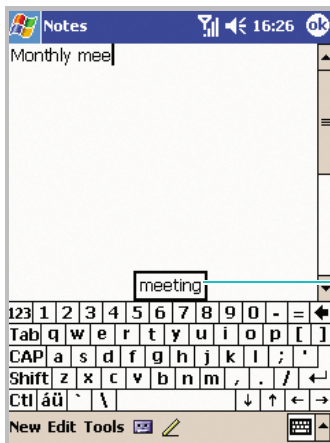 Notes 16:26 ok
Monthly mee
meeting
123 1 2 3 4 5 6 7 8 9 0 - =
Tab q w e r t y u i o p [ ]
CAP a s d f g h j k l ; '
Shift z x c v b n m , . /
Ctl áü ` \
New Edit Tools